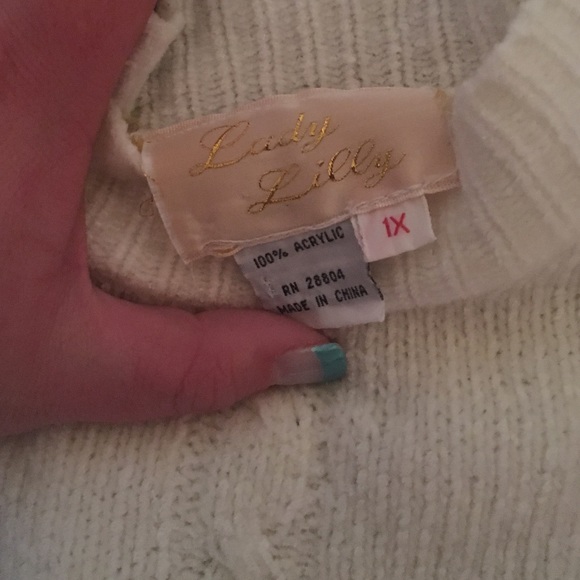 Lady
Lilly
1X
100% ACRYLIC
RN 28804
MADE IN CHINA